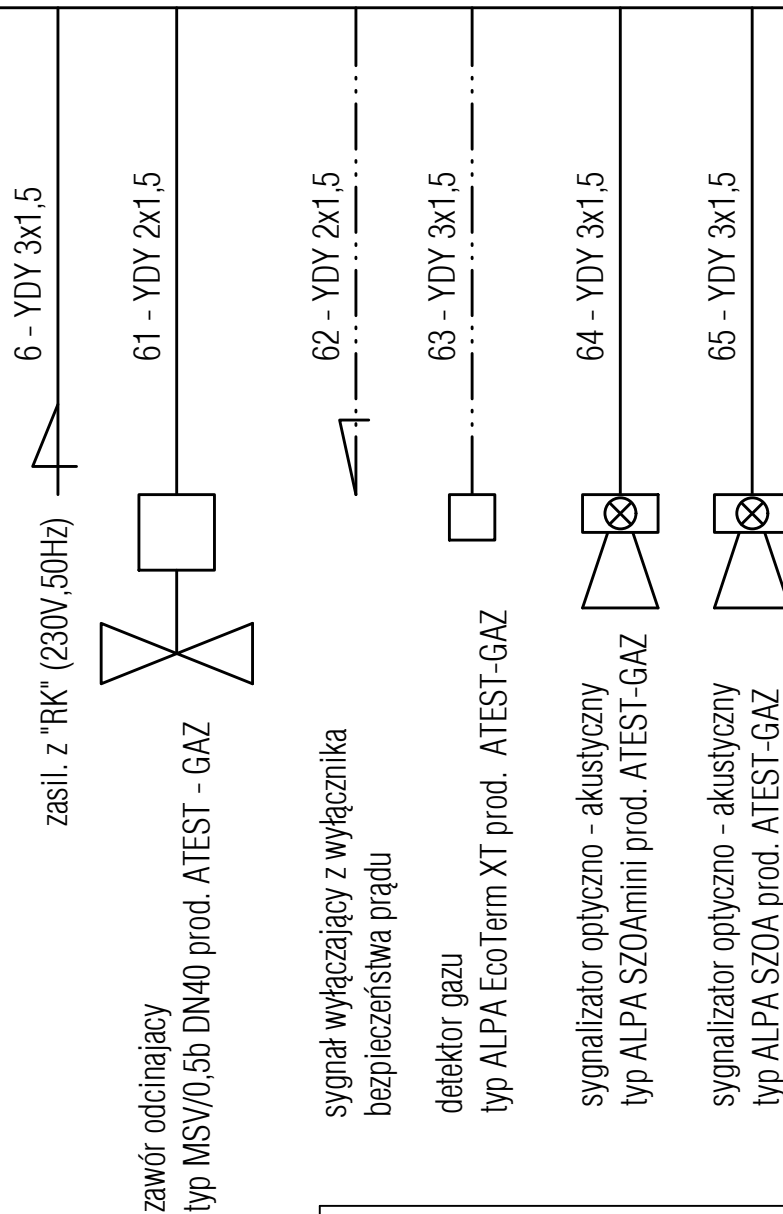 6 - YDY 3x1,5
zasil. z "RK" (230V,50Hz)
61 - YDY 2x1,5
zawór odcinajacy
typ MSV/0,5b DN40 prod. ATEST - GAZ
62 - YDY 2x1,5
sygnał wyłączający z wyłącznika
bezpieczeństwa prądu
63 - YDY 3x1,5
detektor gazu
typ ALPA EcoTerm XT prod. ATEST-GAZ
64 - YDY 3x1,5
sygnalizator optyczno - akustyczny
typ ALPA SZOAmini prod. ATEST-GAZ
65 - YDY 3x1,5
sygnalizator optyczno - akustyczny
typ ALPA SZOA prod. ATEST-GAZ